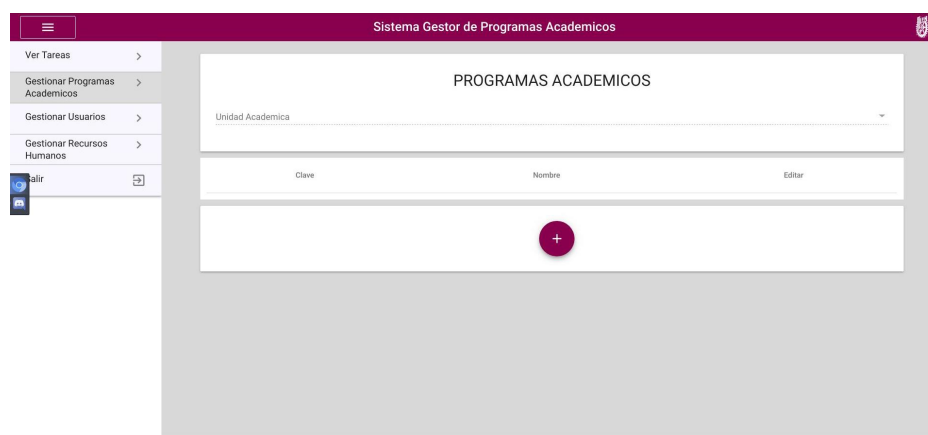 Sistema Gestor de Programas Academicos
Ver Tareas
Gestionar Programas
Academicos
Gestionar Usuarios
Gestionar Recursos
Humanos
Salir
PROGRAMAS ACADEMICOS
Unidad Academica
Clave Nombre Editar
+